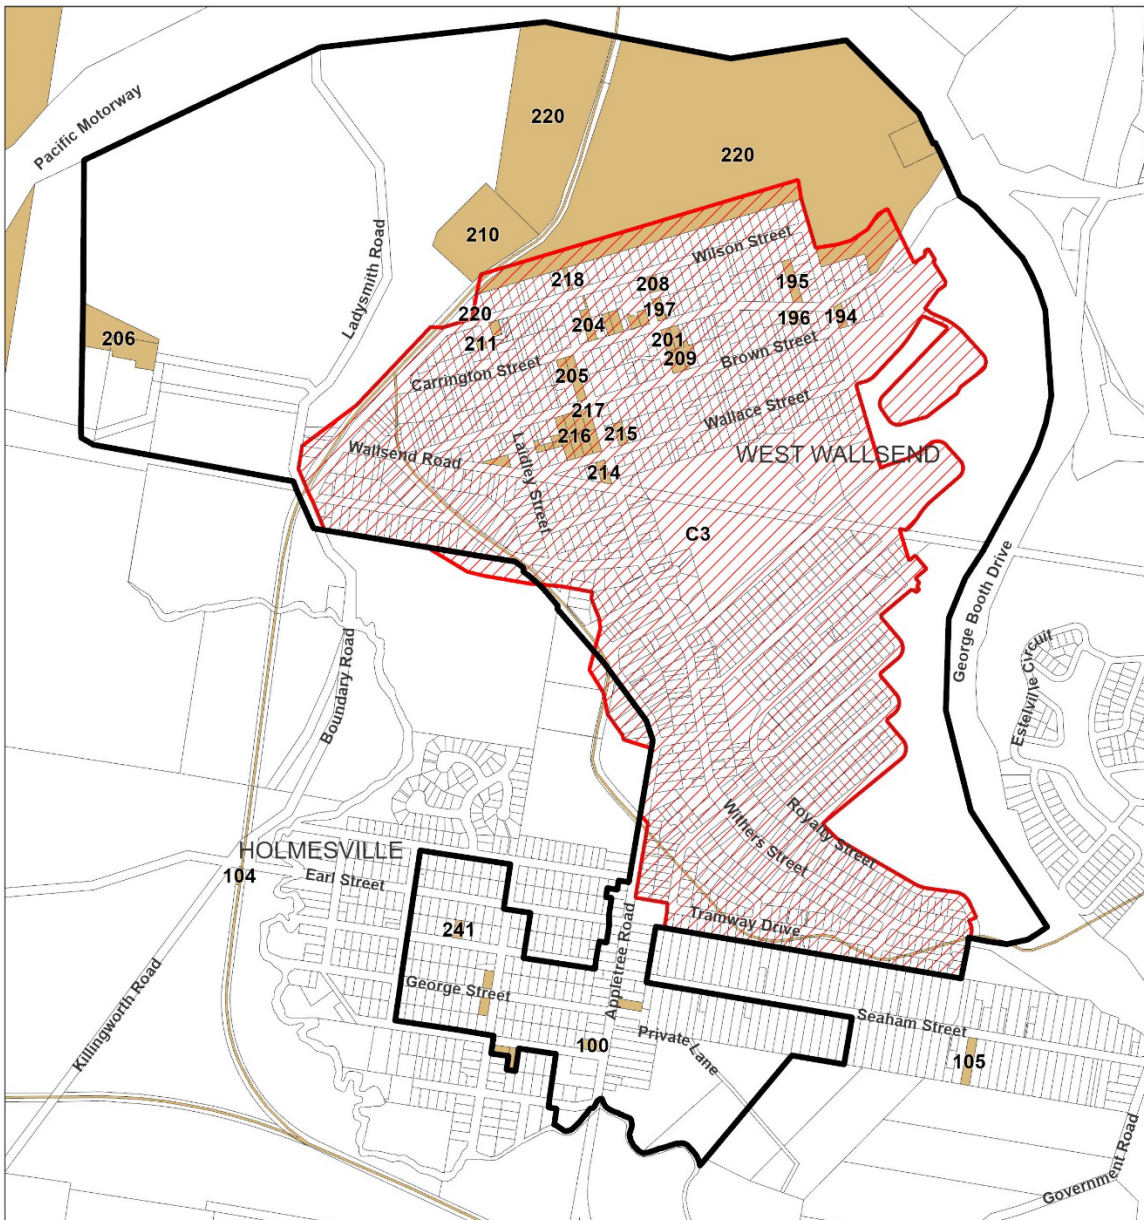 220
Pacific Motorway
220
210
Ladysmith Road
Wilson Street
218
208
195
220
204
197
196
194
206
211
201
209
Brown Street
Carrington Street
205
217
Wallace Street
216
215
Laidley Street
Wallsend Road
WEST WALLSEND
214
C3
George Booth Drive
Estelville Circuit
Boundary Road
Withers Street
Royalty Street
HOLMESVILLE
104
Earl Street
Tramway Drive
241
Appletree Road
George Street
Killingworth Road
Seaham Street
Private Lane
100
105
Government Road